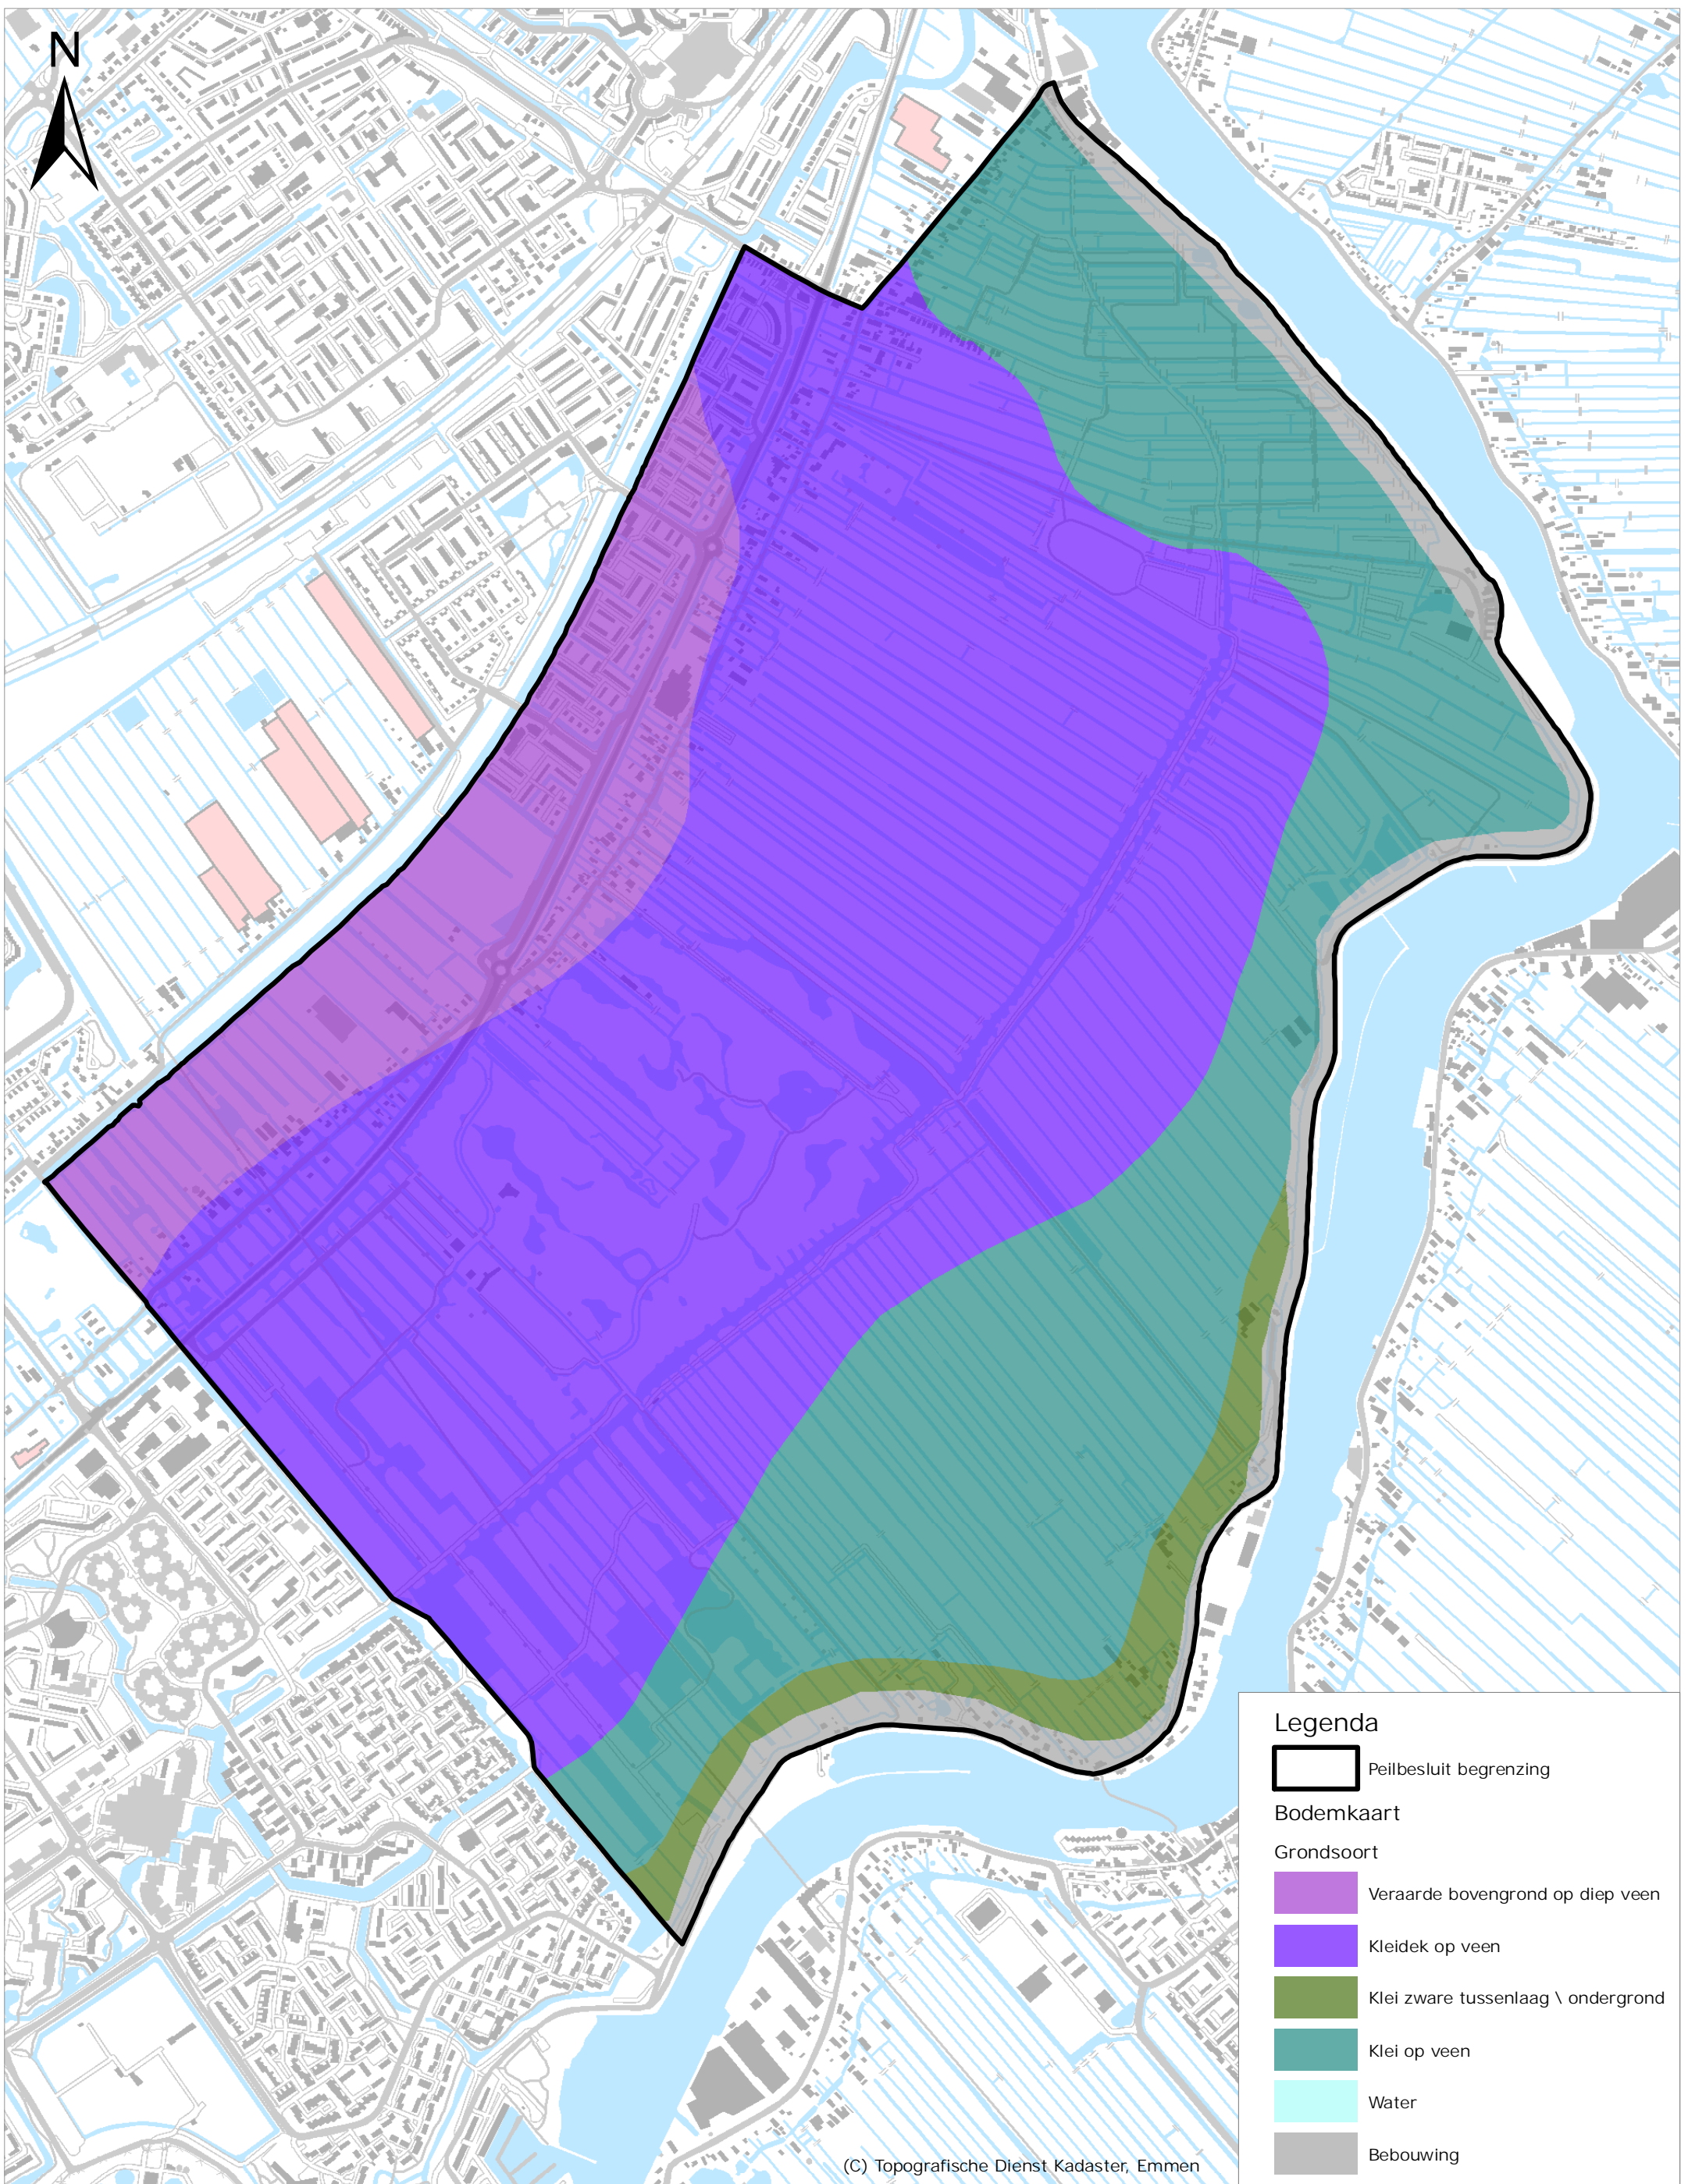 N
Legenda
Peilbesluit begrenzing
Bodemkaart
Grondsoort
Veraarde bovengrond op diep veen
Kleidek op veen
Klei zware tussenlaag \ ondergrond
Klei op veen
Water
Bebouwing
(C) Topografische Dienst Kadaster, Emmen